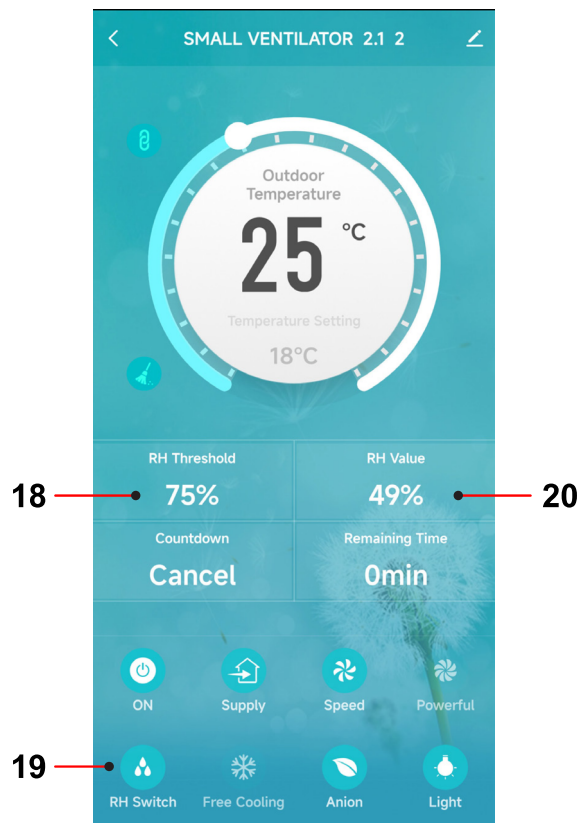 SMALL VENTILATOR 2.1 2
Outdoor
Temperature
25 °C
Temperature Setting
18°C
RH Threshold
RH Value
18
75%
49%
20
Countdown
Remaining Time
Cancel
0min
ON
Supply
Speed
Powerful
19
RH Switch
Free Cooling
Anion
Light